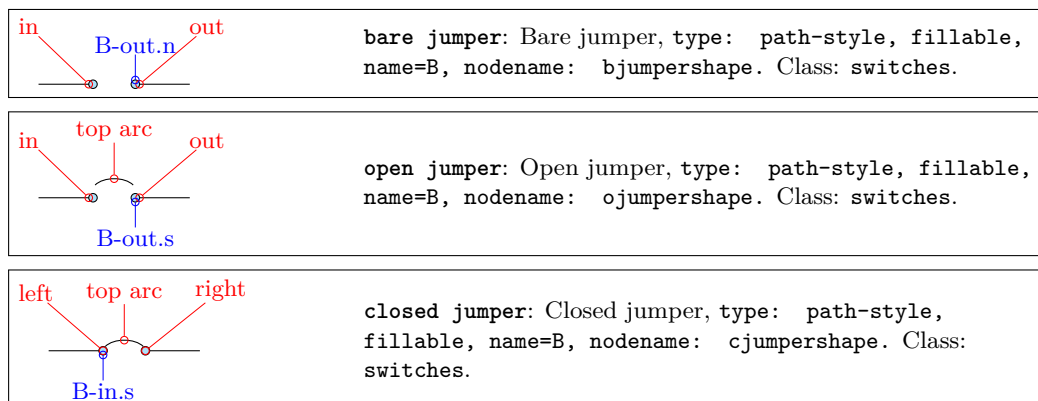 in
out
B-out.n
bare jumper: Bare jumper, type: path-style, fillable,
name=B, nodename: bjumpershape. Class: switches.
top arc
in
out
B-out.s
open jumper: Open jumper, type: path-style, fillable,
name=B, nodename: ojumpershape. Class: switches.
left
top arc
right
B-in.s
closed jumper: Closed jumper, type: path-style,
fillable, name=B, nodename: cjumpershape. Class:
switches.